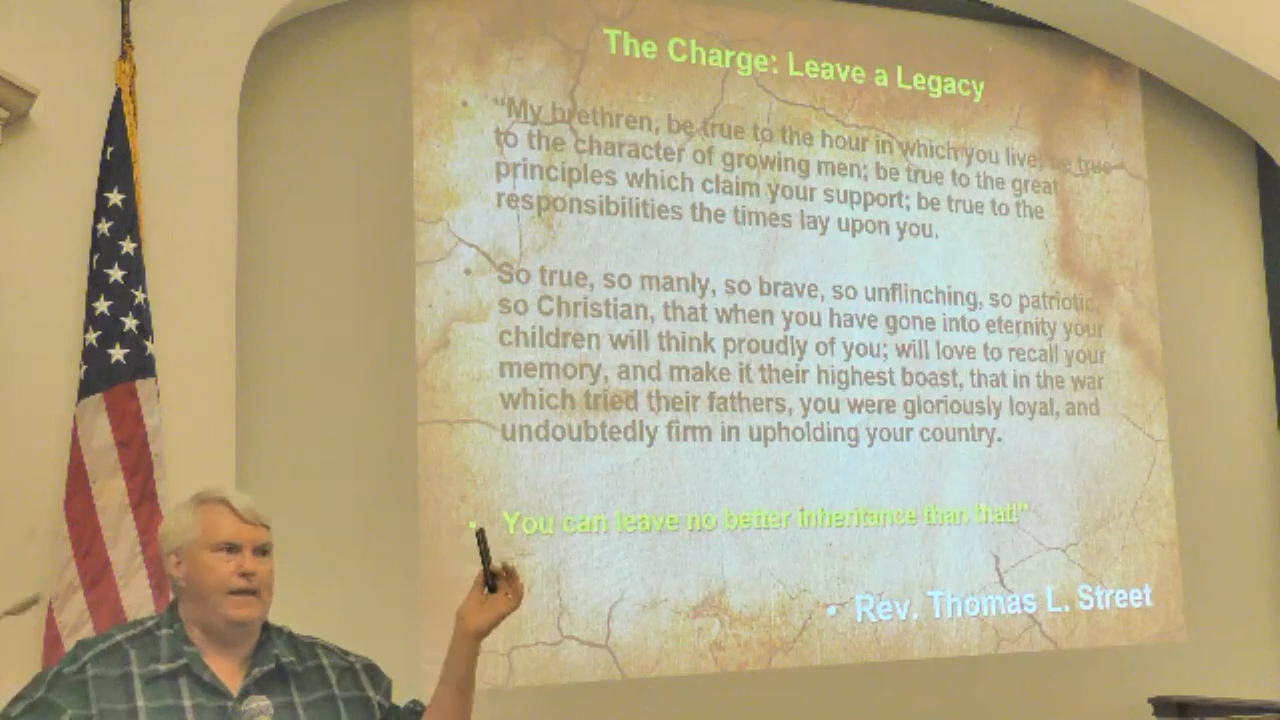 The Charge: Leave a Legacy
• "My brethren, be true to the hour in which you live; be true
to the character of growing men; be true to the great
principles which claim your support; be true to the
responsibilities the times lay upon you.
• So true, so manly, so brave, so unflinching, so patriotic,
so Christian, that when you have gone into eternity your
children will think proudly of you; will love to recall your
memory, and make it their highest boast, that in the war
which tried their fathers, you were gloriously loyal, and
undoubtedly firm in upholding your country.
• You can leave no better inheritance than that!"
• Rev. Thomas L. Street